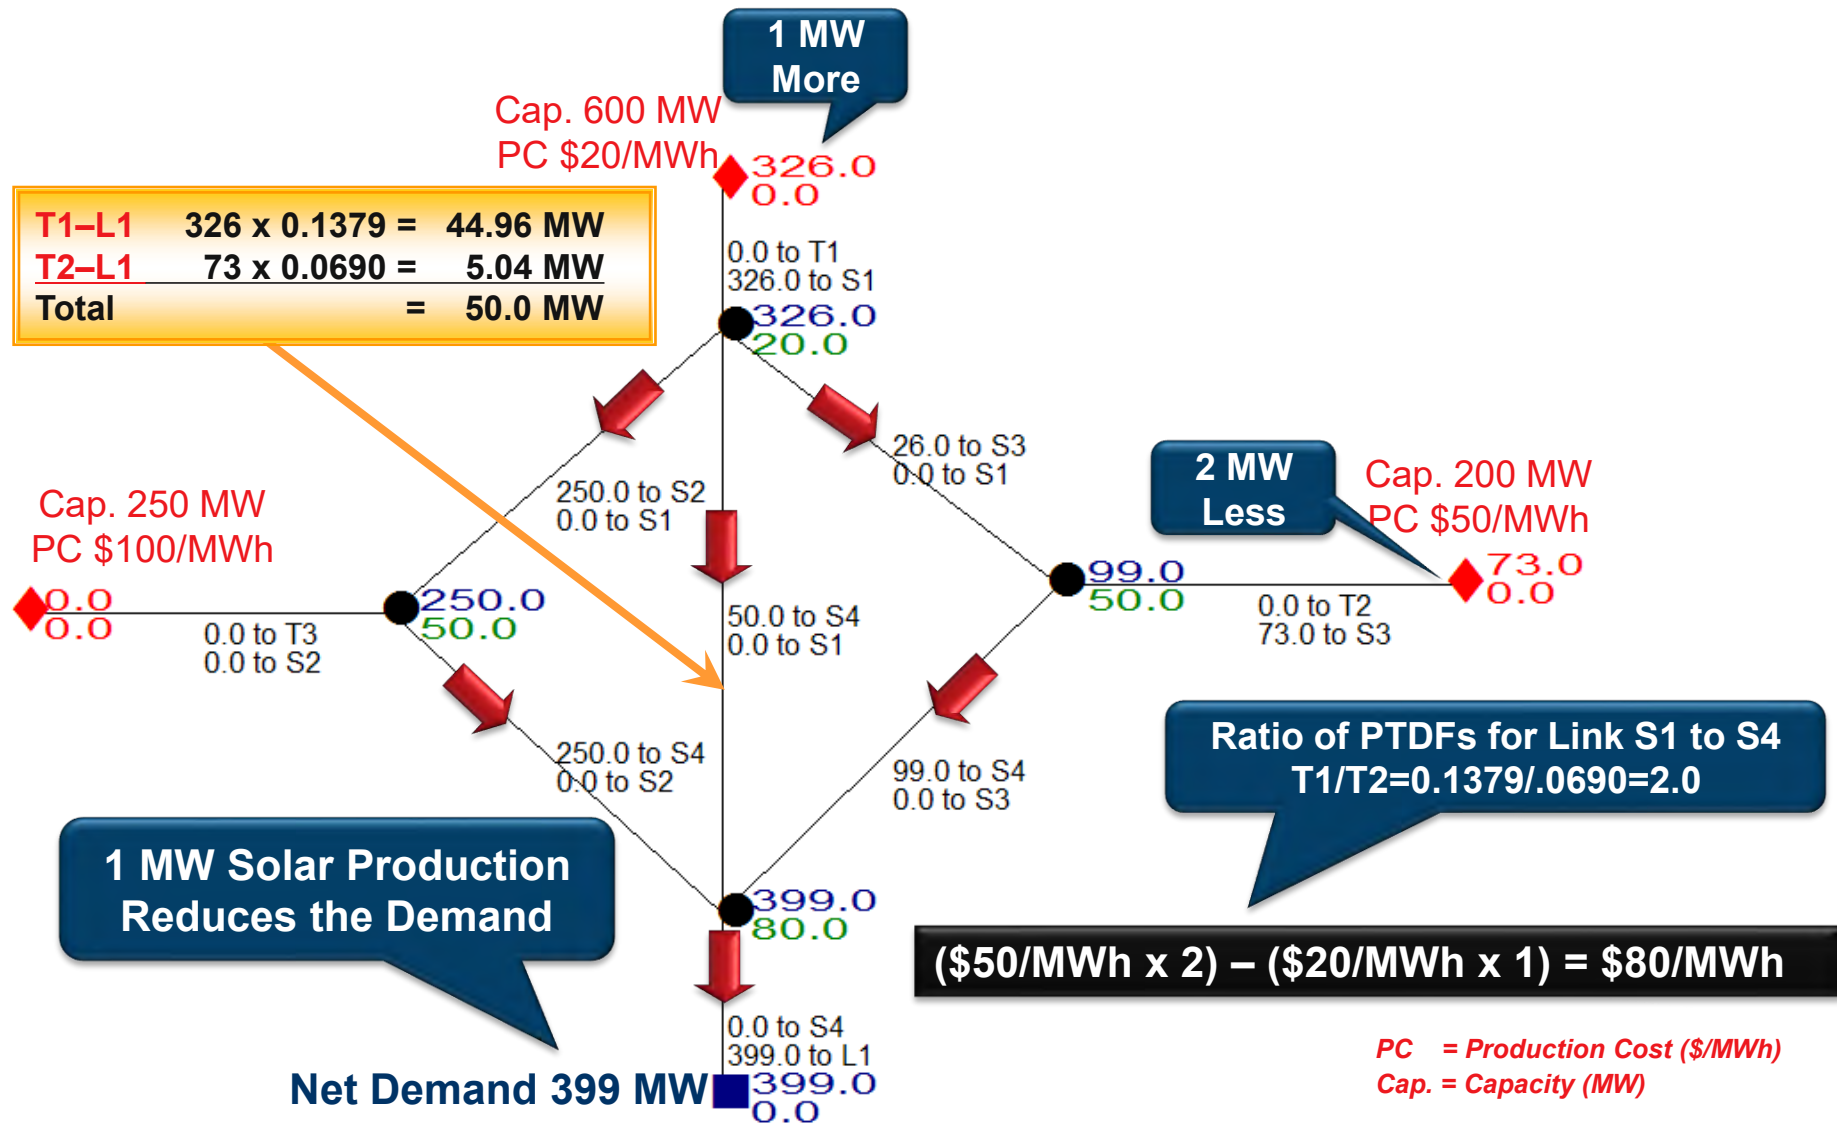 1 MW
More
Cap. 600 MW
PC $20/MWh
326.0
0.0
T1–L1 326 x 0.1379 = 44.96 MW
T2–L1 73 x 0.0690 = 5.04 MW
Total = 50.0 MW
0.0 to T1
326.0 to S1
326.0
20.0
26.0 to S3
0.0 to S1
250.0 to S2
0.0 to S1
2 MW
Less
Cap. 200 MW
PC $50/MWh
Cap. 250 MW
PC $100/MWh
0.0
0.0
0.0 to T3
0.0 to S2
250.0
50.0
50.0 to S4
0.0 to S1
99.0
50.0
0.0 to T2
73.0 to S3
73.0
0.0
250.0 to S4
0.0 to S2
99.0 to S4
0.0 to S3
Ratio of PTDFs for Link S1 to S4
T1/T2=0.1379/.0690=2.0
1 MW Solar Production
Reduces the Demand
399.0
80.0
($50/MWh x 2) – ($20/MWh x 1) = $80/MWh
0.0 to S4
399.0 to L1
Net Demand 399 MW
399.0
0.0
PC = Production Cost ($/MWh)
Cap. = Capacity (MW)